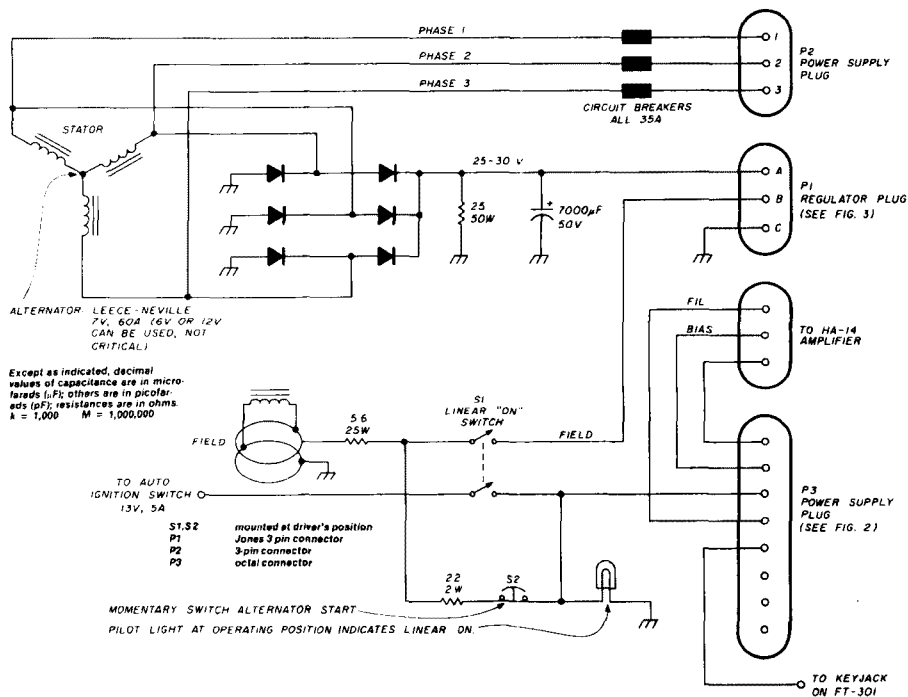 PHASE 1
PHASE 2
PHASE 3
1
2
3
P2
POWER SUPPLY
PLUG
CIRCUIT BREAKERS
ALL 35A
STATOR
25-30 V
25
50W
+
7000µF
50V
A
B
C
P1
REGULATOR PLUG
(SEE FIG. 3)
ALTERNATOR LEECE-NEVILLE
7V, 60A (6V OR 12V
CAN BE USED, NOT
CRITICAL)
FIL
BIAS
TO HA-14
AMPLIFIER
Except as indicated, decimal
values of capacitance are in micro-
farads (µF); others are in picofar-
ads (pF); resistances are in ohms.
k = 1,000 M = 1,000,000
FIELD
56
25W
S1
LINEAR "ON"
SWITCH
FIELD
TO AUTO
IGNITION SWITCH
13V, 5A
P3
POWER SUPPLY
PLUG
(SEE FIG. 2)
S1,S2 mounted at driver's position
P1 Jones 3 pin connector
P2 3-pin connector
P3 octal connector
22
2W
S2
MOMENTARY SWITCH ALTERNATOR START
PILOT LIGHT AT OPERATING POSITION INDICATES LINEAR ON.
TO KEYJACK
ON FT-301